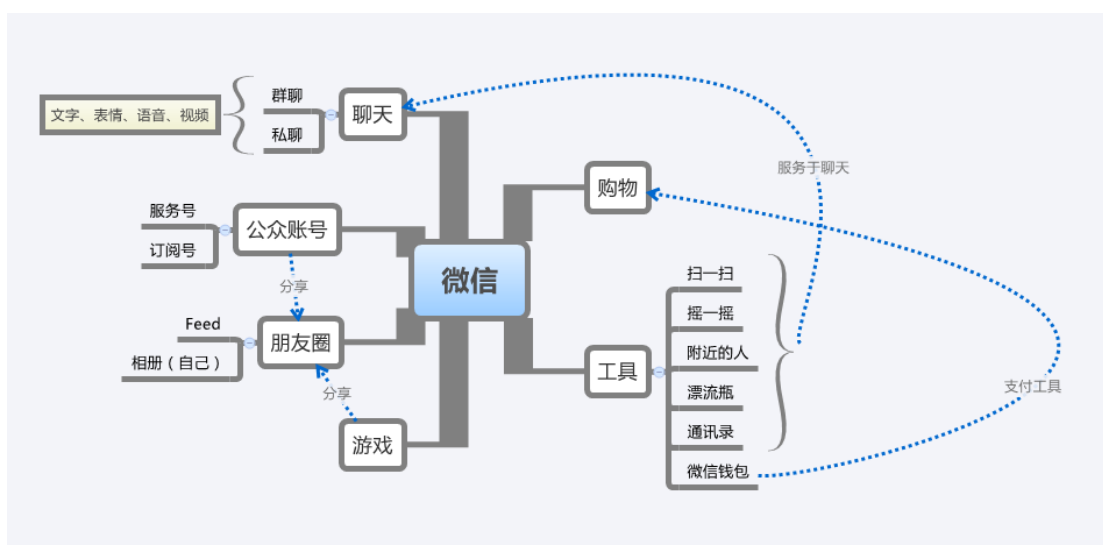 微信
聊天
群聊
私聊
文字、表情、语音、视频
公众账号
服务号
订阅号
分享
朋友圈
Feed
相册(自己)
分享
游戏
购物
服务于聊天
工具
扫一扫
摇一摇
附近的人
漂流瓶
通讯录
微信钱包
支付工具